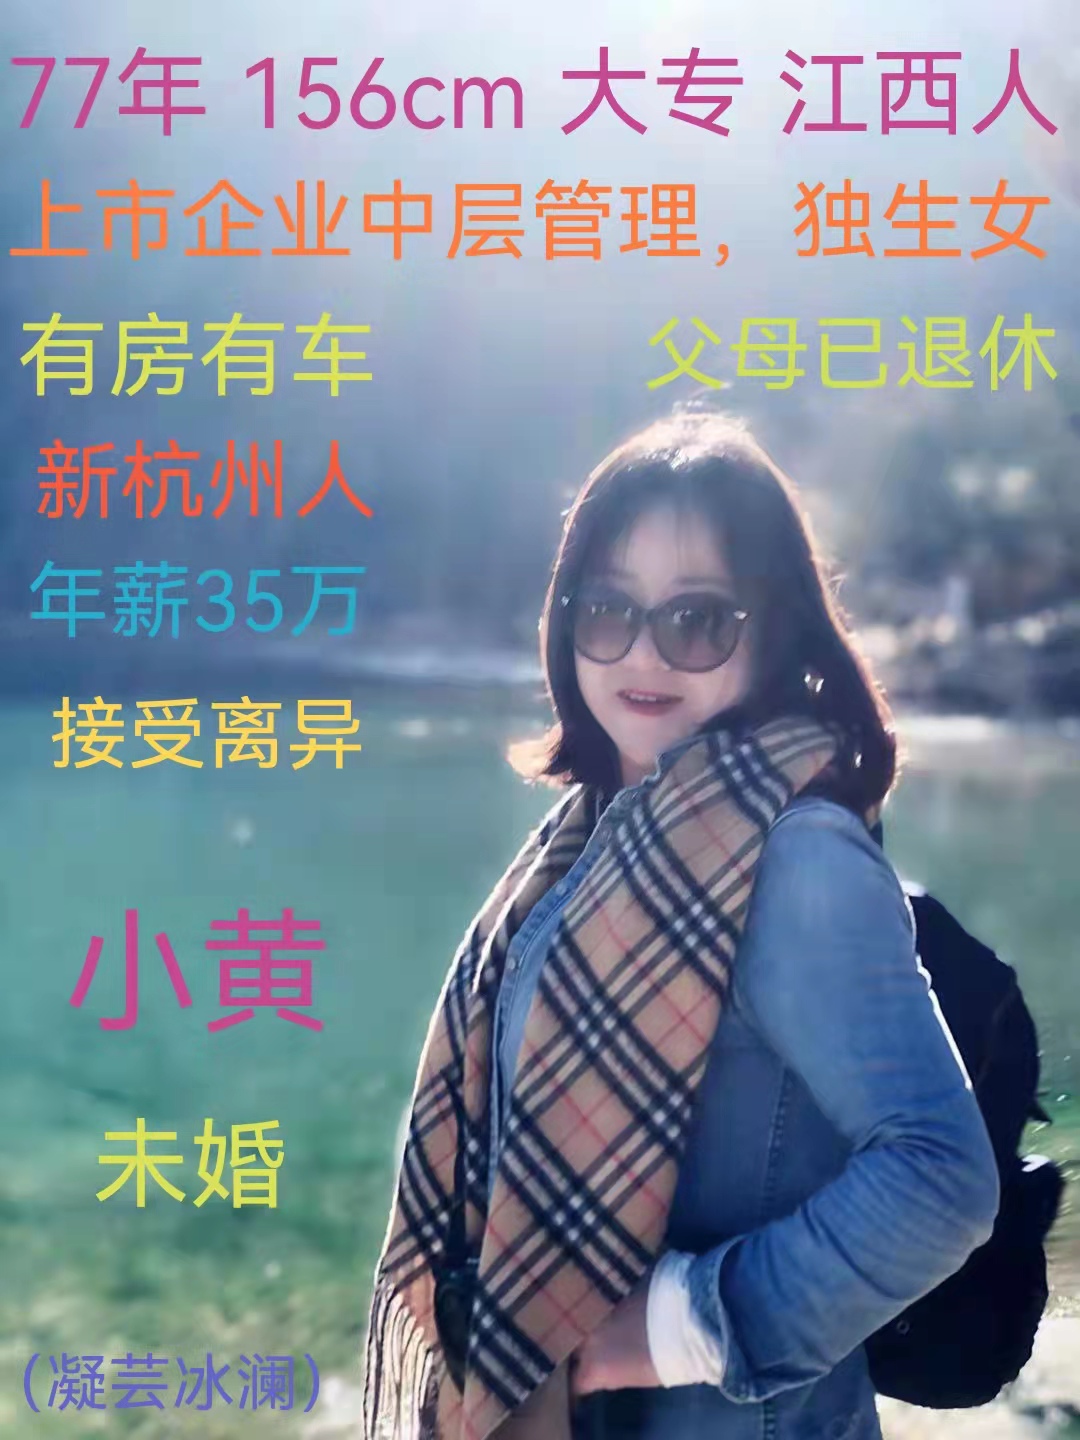 77年 156cm 大专 江西人
上市企业中层管理，独生女
有房有车 父母已退休
新杭州人
年薪35万
接受离异
小黄
未婚
（凝芸冰澜）